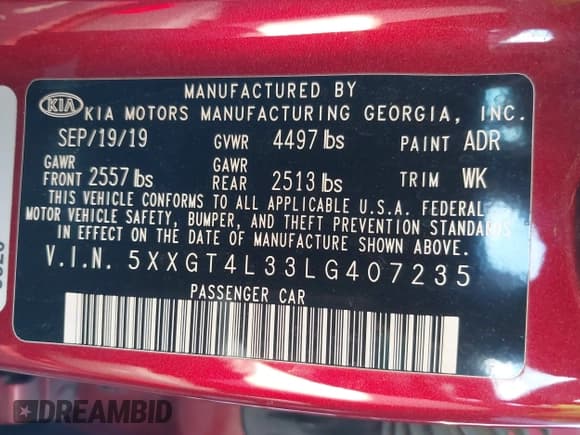 MANUFACTURED BY
KIA KIA MOTORS MANUFACTURING GEORGIA, INC.
SEP/19/19 GVWR 4497 lbs PAINT ADR
GAWR FRONT 2557 lbs GAWR REAR 2513 lbs TRIM WK
THIS VEHICLE CONFORMS TO ALL APPLICABLE U.S.A. FEDERAL
MOTOR VEHICLE SAFETY, BUMPER, AND THEFT PREVENTION STANDARDS
IN EFFECT ON THE DATE OF MANUFACTURE SHOWN ABOVE.
V.I.N. 5XXGT4L33LG407235
PASSENGER CAR
DREAMBID